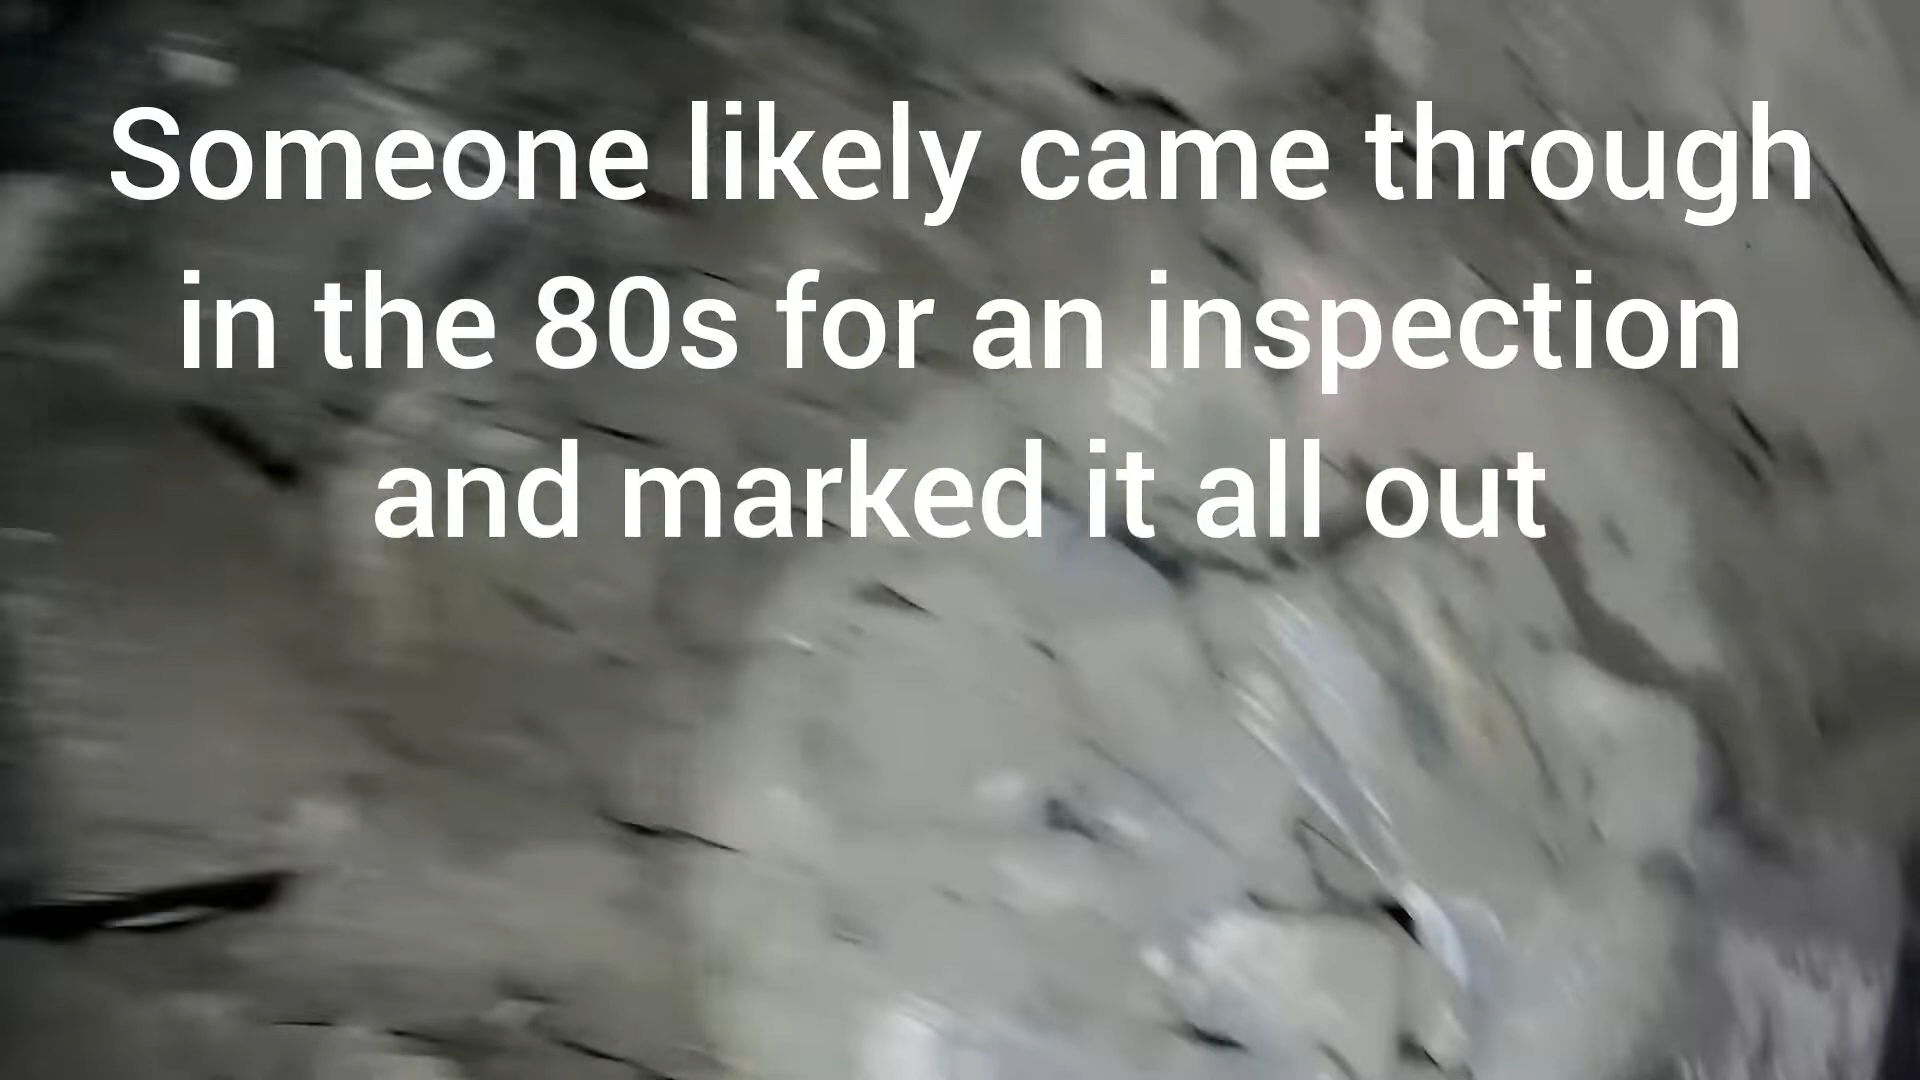 Someone likely came through
in the 80s for an inspection
and marked it all out